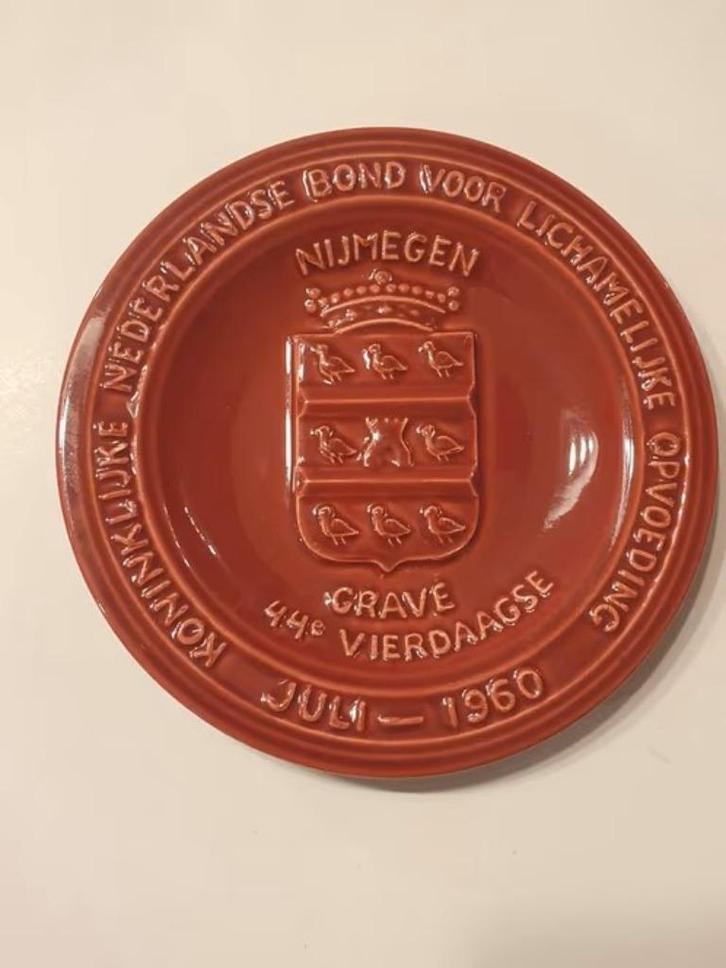 KONINKLIJKE NEDERLANDSE BOND VOOR LICHAMELIJKE OPVOEDING
NIJMEGEN
GRAVE
44e VIERDAAGSE
JULI — 1960